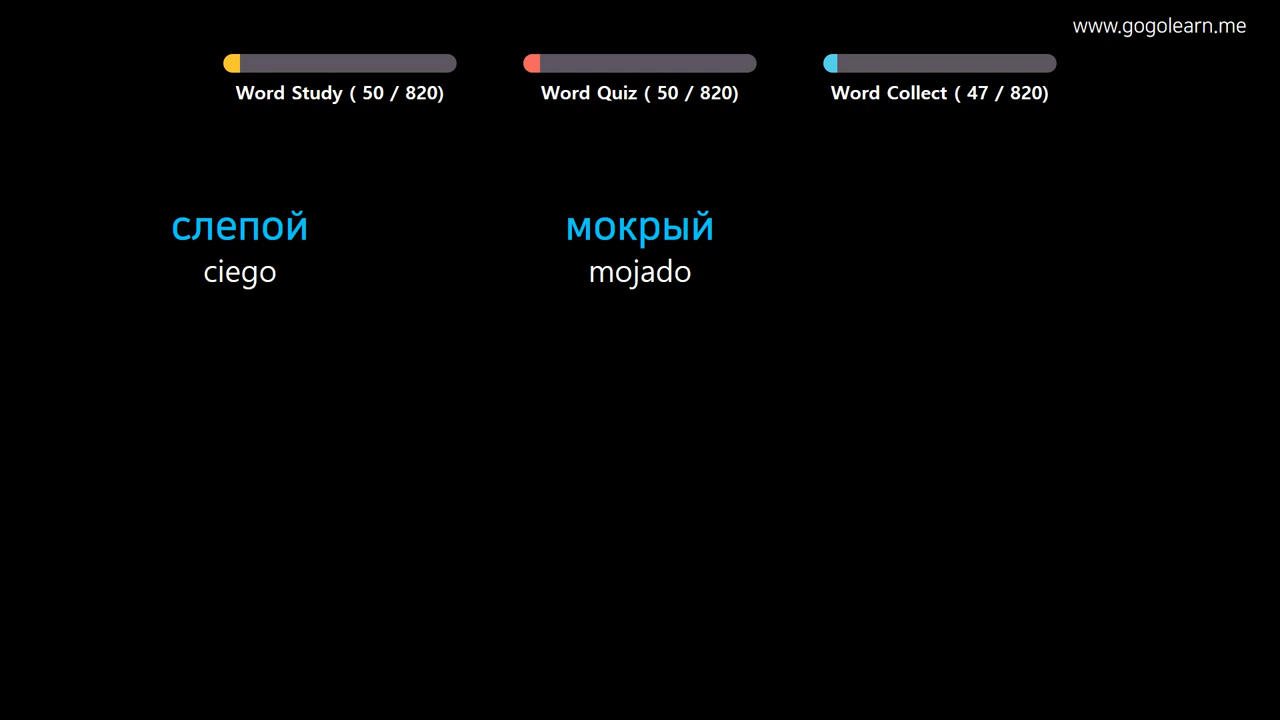 www.gogolearn.me
Word Study ( 50 / 820)
Word Quiz ( 50 / 820)
Word Collect ( 47 / 820)
слепой
ciego
мокрый
mojado